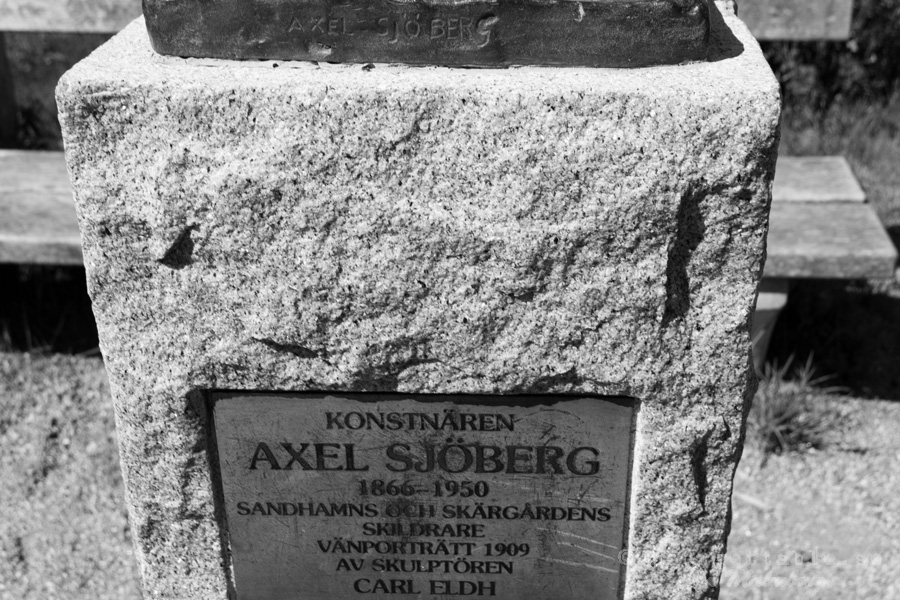 AXEL SJÖBERG
KONSTNÄREN
AXEL SJÖBERG
1866–1950
SANDHAMNS OCH SKÄRGÅRDENS
SKILDRARE
VÄNPORTRÄTT 1909
AV SKULPTÖREN
CARL ELDH